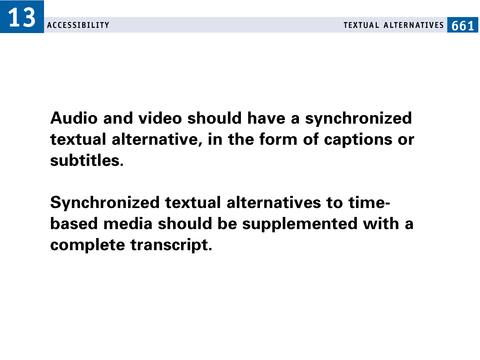 13 ACCESSIBILITY TEXTUAL ALTERNATIVES 661
Audio and video should have a synchronized
textual alternative, in the form of captions or
subtitles.
Synchronized textual alternatives to time-
based media should be supplemented with a
complete transcript.